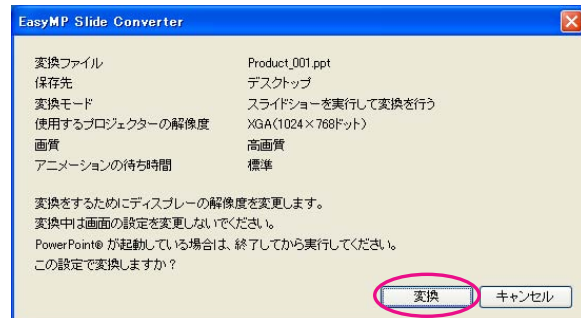 EasyMP Slide Converter
変換ファイル Product_001.ppt
保存先 デスクトップ
変換モード スライドショーを実行して変換を行う
使用するプロジェクターの解像度 XGA(1024×768ドット)
画質 高画質
アニメーションの待ち時間 標準
変換をするためにディスプレーの解像度を変更します。
変換中は画面の設定を変更しないでください。
PowerPoint® が起動している場合は、終了してから実行してください。
この設定で変換しますか？
変換 キャンセル